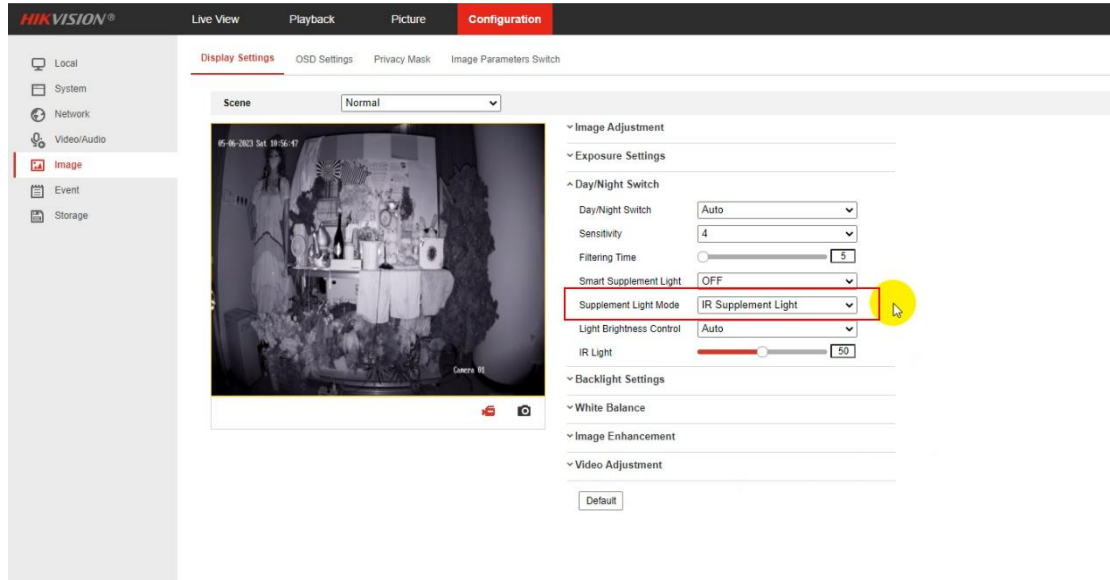 HIKVISION®
Live View
Playback
Picture
Configuration
Local
System
Network
Video/Audio
Image
Event
Storage
Display Settings
OSD Settings
Privacy Mask
Image Parameters Switch
Scene
Normal
05-06-2023 Sat 10:56:47
Camera 01
Image Adjustment
Exposure Settings
Day/Night Switch
Day/Night Switch Auto
Sensitivity 4
Filtering Time 5
Smart Supplement Light OFF
Supplement Light Mode IR Supplement Light
Light Brightness Control Auto
IR Light 50
Backlight Settings
White Balance
Image Enhancement
Video Adjustment
Default